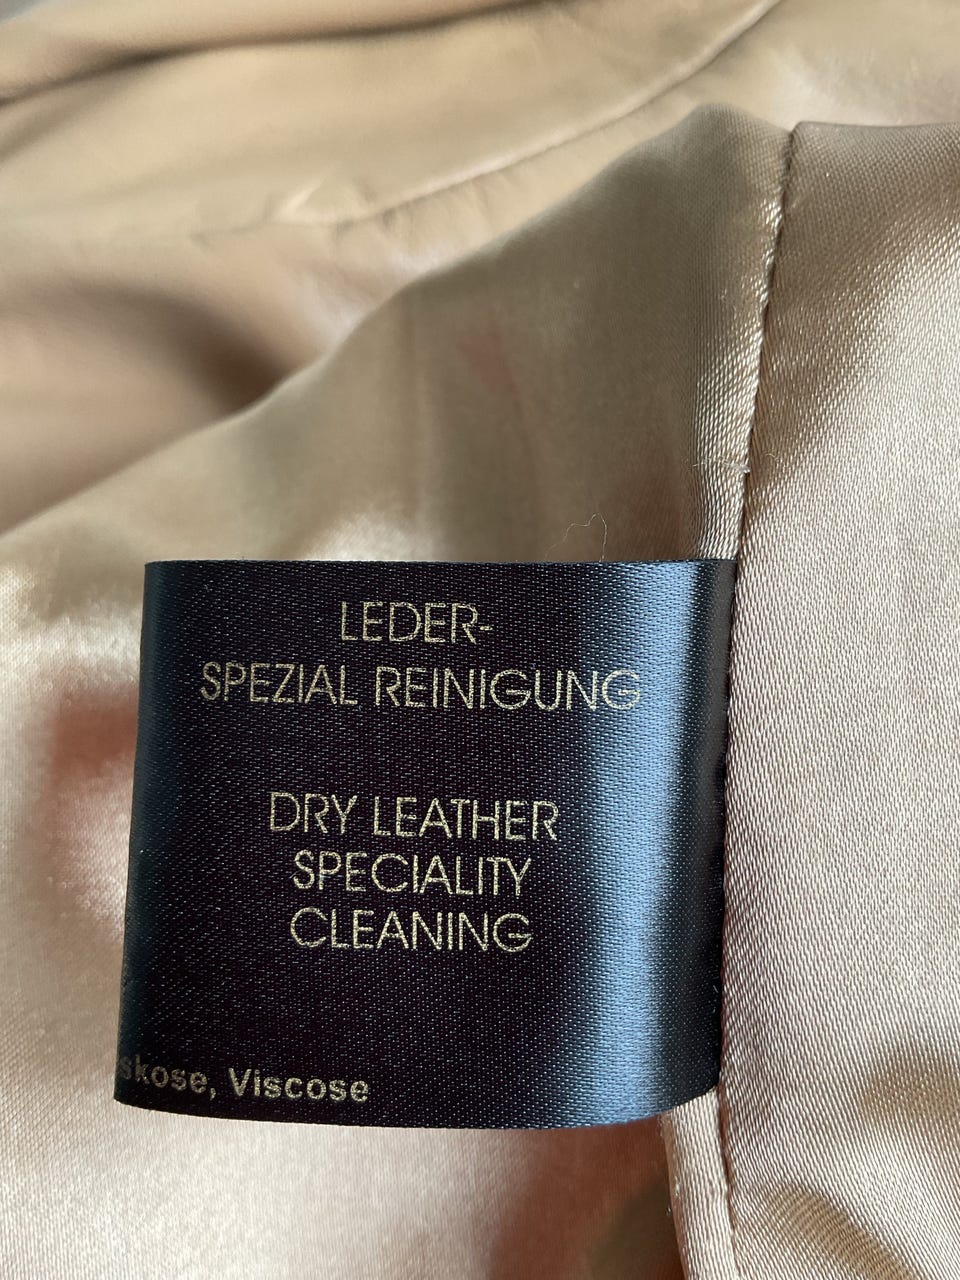 LEDER-
SPEZIAL REINIGUNG
DRY LEATHER
SPECIALITY
CLEANING
skose, Viscose